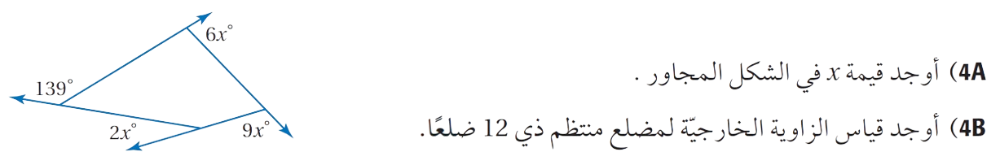 6x°
139°
2x°
9x°
4A) أوجد قيمة x في الشكل المجاور .
4B) أوجد قياس الزاوية الخارجيّة لمضلع منتظم ذي 12 ضلعًا.